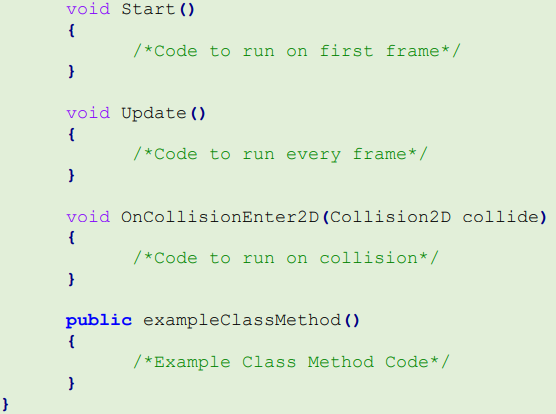 void Start()
{
/*Code to run on first frame*/
}
void Update()
{
/*Code to run every frame*/
}
void OnCollisionEnter2D(Collision2D collide)
{
/*Code to run on collision*/
}
public exampleClassMethod()
{
/*Example Class Method Code*/
}
}